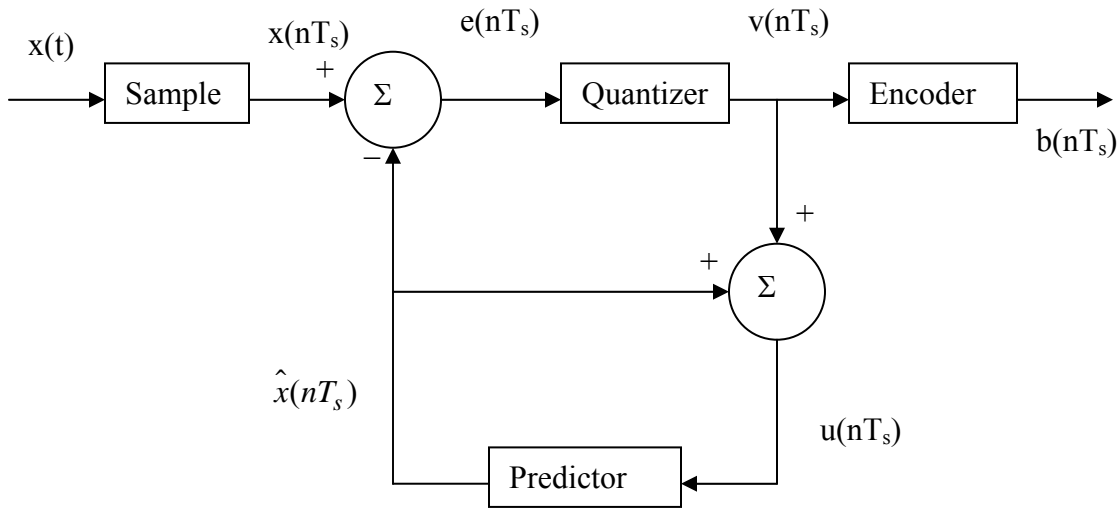 x(t)
x(nTₛ)
e(nTₛ)
v(nTₛ)
+
Sample
Σ
Quantizer
Encoder
−
b(nTₛ)
+
+
Σ
x̂(nTₛ)
u(nTₛ)
Predictor